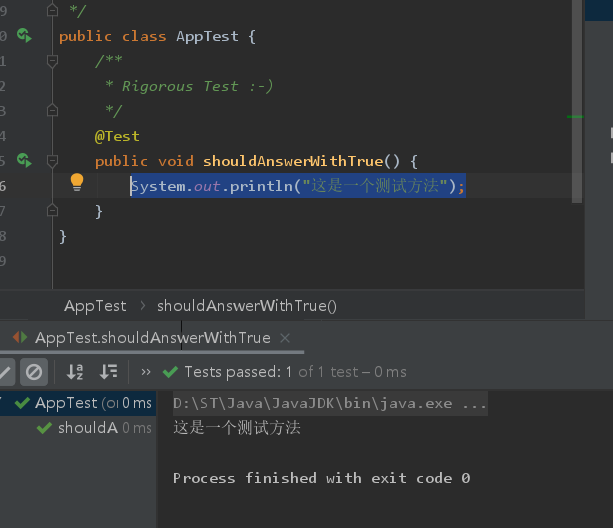 9 */
0 public class AppTest {
1 /**
2 * Rigorous Test :-)
3 */
4 @Test
5 public void shouldAnswerWithTrue() {
6 System.out.println("这是一个测试方法");
7 }
8 }
9
AppTest › shouldAnswerWithTrue()
AppTest.shouldAnswerWithTrue ×
» Tests passed: 1 of 1 test – 0 ms
AppTest (or 0 ms
shouldA 0 ms
D:\ST\Java\JavaJDK\bin\java.exe ...
这是一个测试方法
Process finished with exit code 0